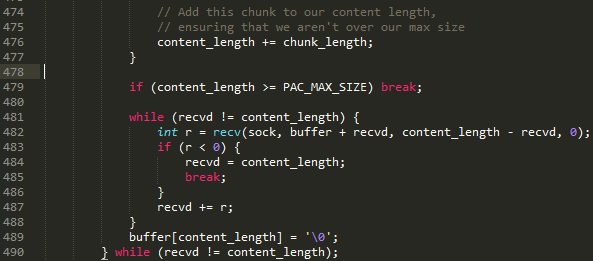 474 // Add this chunk to our content length,
475 // ensuring that we aren't over our max size
476 content_length += chunk_length;
477 }
478
479 if (content_length >= PAC_MAX_SIZE) break;
480
481 while (recvd != content_length) {
482 int r = recv(sock, buffer + recvd, content_length - recvd, 0);
483 if (r < 0) {
484 recvd = content_length;
485 break;
486 }
487 recvd += r;
488 }
489 buffer[content_length] = '\0';
490 } while (recvd != content_length);